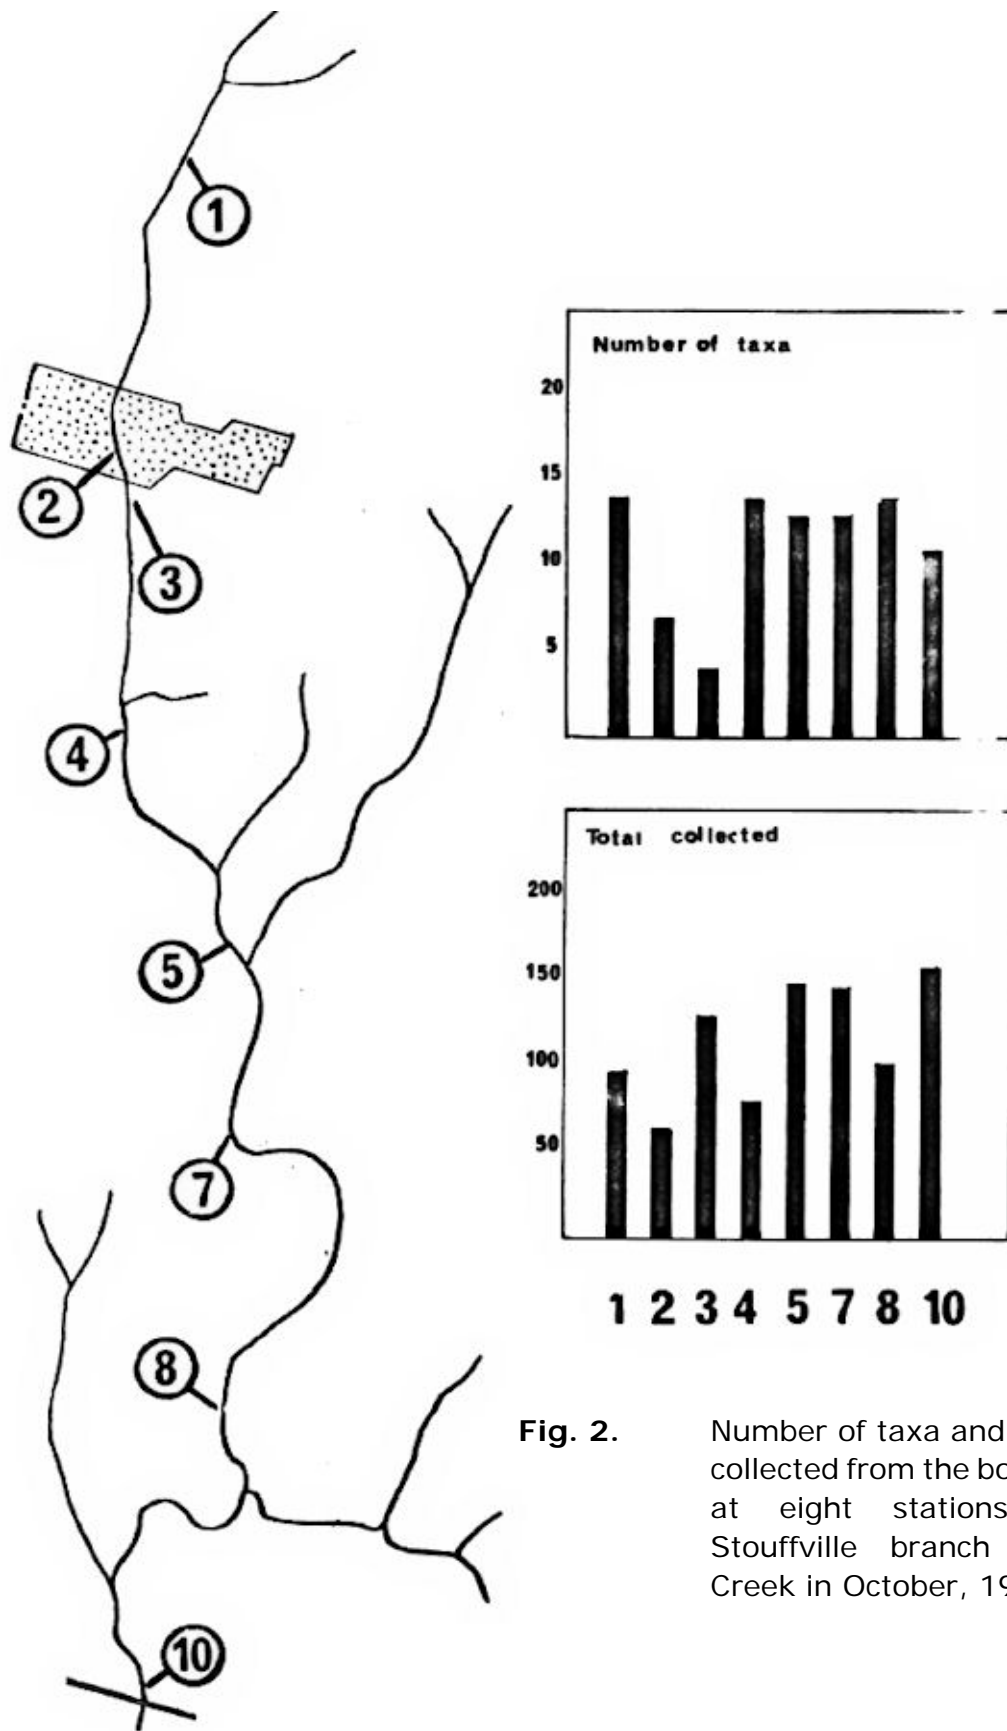 1
2
3
4
5
7
8
10
Number of taxa
20
15
10
5
Total collected
200
150
100
50
1 2 3 4 5 7 8 10
Fig. 2. Number of taxa and
collected from the
at eight stations
Stouffville branch
Creek in October,